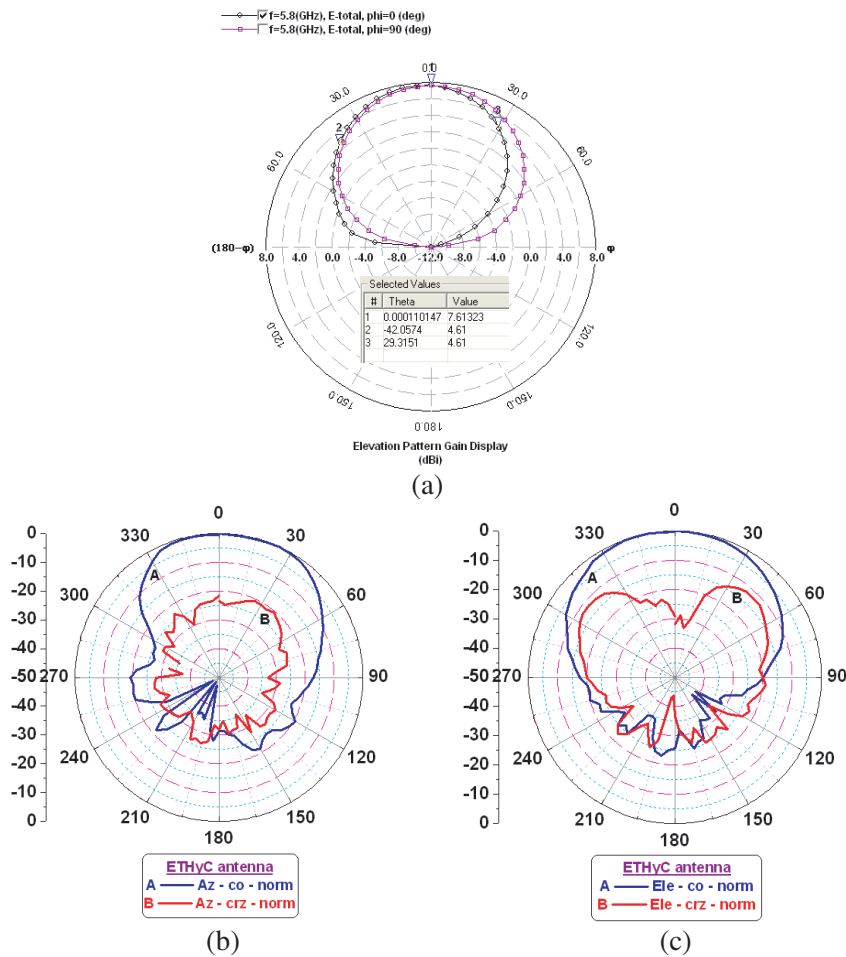 f=5.8(GHz), E-total, phi=0 (deg)
f=5.8(GHz), E-total, phi=90 (deg)
1
0.0
30.0
30.0
2
3
60.0
60.0
(180-φ)
φ
8.0 4.0 0.0 -4.0 -8.0 -12.0 -8.0 -4.0 0.0 4.0 8.0
Selected Values
# Theta Value
1 0.000110147 7.61323
2 -42.0574 4.61
3 29.3151 4.61
120.0
120.0
150.0
150.0
180.0
Elevation Pattern Gain Display
(dBi)
(a)
0
0
330
30
-10
A
-20
300
60
B
-30
-40
-50
270
90
-40
-30
240
120
-20
-10
210
150
0
180
ETHyC antenna
A Az - co - norm
B Az - crz - norm
(b)
0
0
330
30
-10
A
B
-20
300
60
-30
-40
-50
270
90
-40
-30
240
120
-20
-10
210
150
0
180
ETHyC antenna
A Ele - co - norm
B Ele - crz - norm
(c)